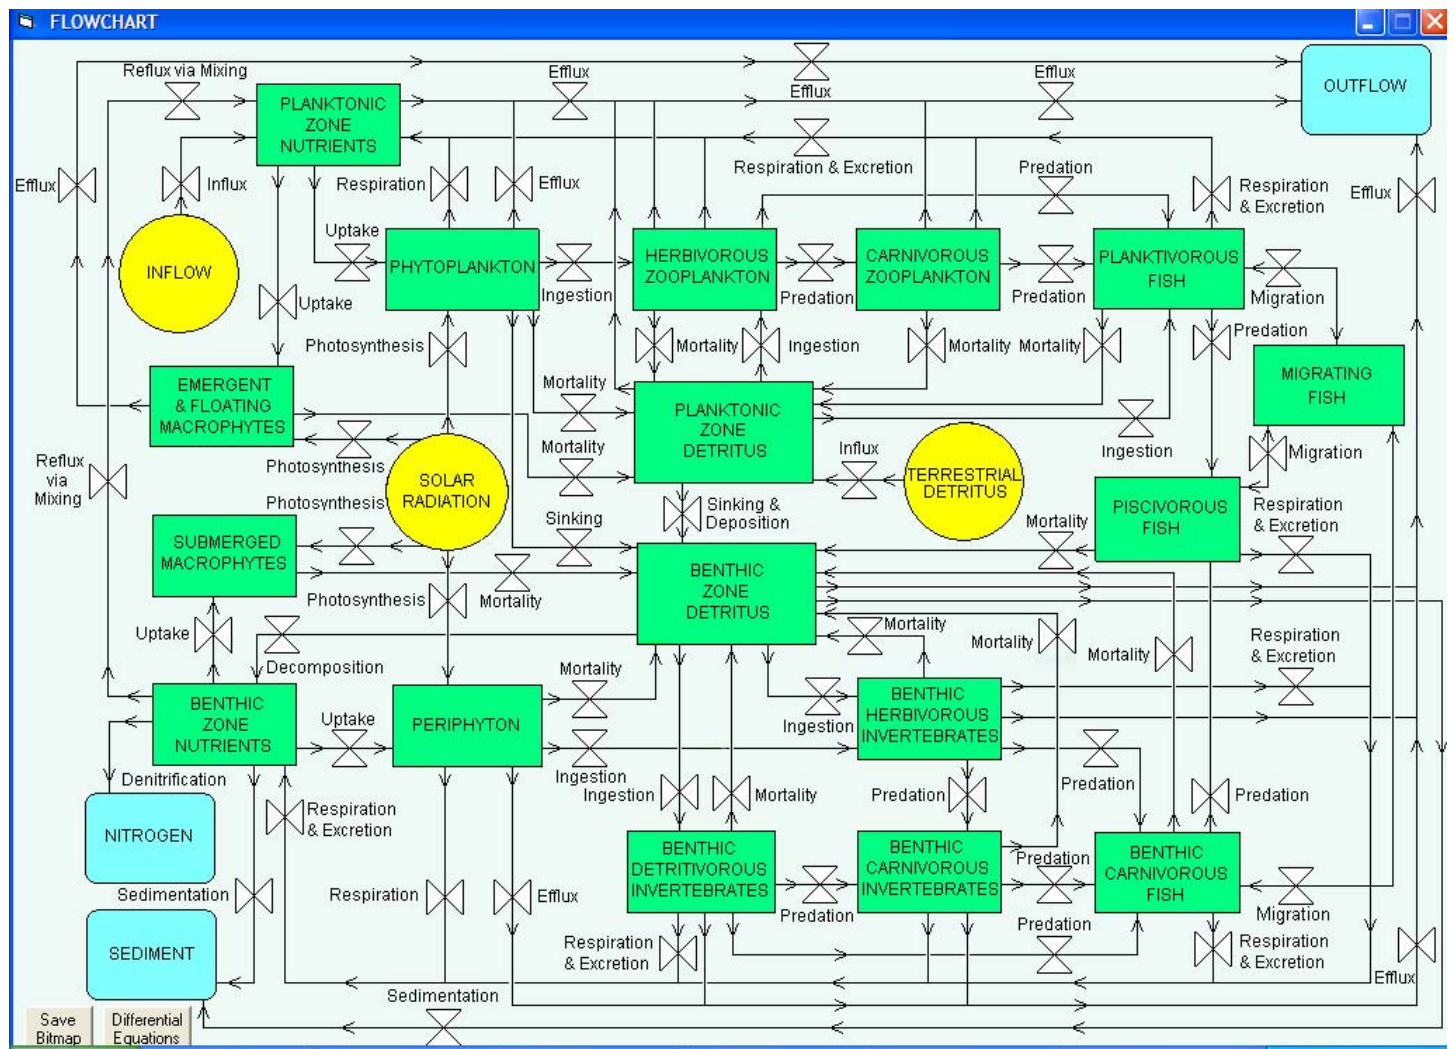 FLOWCHART
Reflux via Mixing
Efflux
Efflux
Efflux
OUTFLOW
PLANKTONIC
ZONE
NUTRIENTS
Respiration & Excretion
Predation
Efflux
Influx
Respiration
Efflux
Respiration
& Excretion
Efflux
Uptake
INFLOW
PHYTOPLANKTON
HERBIVOROUS
ZOOPLANKTON
CARNIVOROUS
ZOOPLANKTON
PLANKTIVOROUS
FISH
Ingestion
Predation
Predation
Migration
Uptake
Photosynthesis
Mortality
Ingestion
Mortality
Mortality
Predation
EMERGENT
& FLOATING
MACROPHYTES
Mortality
PLANKTONIC
ZONE
DETRITUS
MIGRATING
FISH
Photosynthesis
Mortality
Influx
Ingestion
Migration
Reflux
via
Mixing
SOLAR
RADIATION
TERRESTRIAL
DETRITUS
Photosynthesis
Sinking
Sinking &
Deposition
PISCIVOROUS
FISH
Respiration
& Excretion
Mortality
SUBMERGED
MACROPHYTES
BENTHIC
ZONE
DETRITUS
Photosynthesis
Mortality
Uptake
Decomposition
Mortality
Mortality
Mortality
Mortality
Respiration
& Excretion
BENTHIC
ZONE
NUTRIENTS
Uptake
PERIPHYTON
Ingestion
BENTHIC
HERBIVOROUS
INVERTEBRATES
Denitrification
Ingestion
Ingestion
Mortality
Predation
Predation
Predation
NITROGEN
Respiration
& Excretion
BENTHIC
DETRITIVOROUS
INVERTEBRATES
BENTHIC
CARNIVOROUS
INVERTEBRATES
Predation
BENTHIC
CARNIVOROUS
FISH
Sedimentation
Respiration
Efflux
Predation
Predation
Migration
SEDIMENT
Respiration
& Excretion
Respiration
& Excretion
Efflux
Sedimentation
Save
Bitmap
Differential
Equations